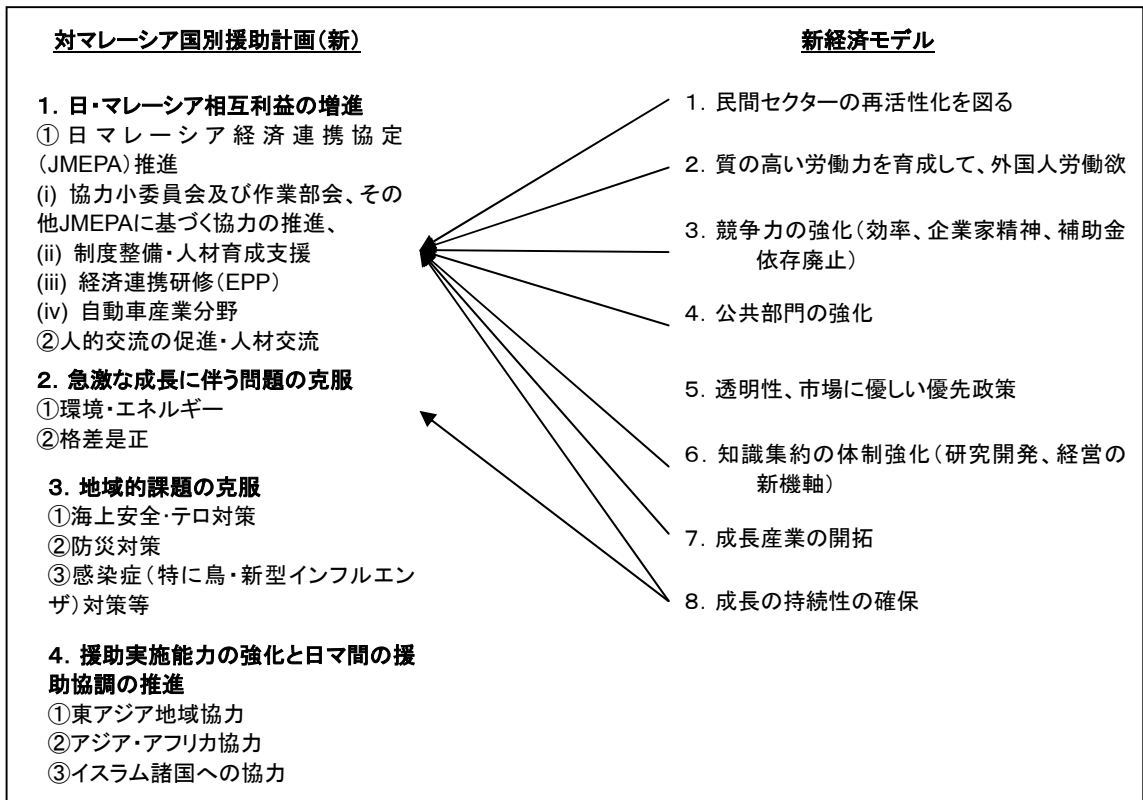 対マレーシア国別援助計画(新)
1．日・マレーシア相互利益の増進
①日マレーシア経済連携協定
(JMEPA)推進
(i) 協力小委員会及び作業部会、その
他JMEPAに基づく協力の推進、
(ii) 制度整備・人材育成支援
(iii) 経済連携研修(EPP)
(iv) 自動車産業分野
②人的交流の促進・人材交流
2．急激な成長に伴う問題の克服
①環境・エネルギー
②格差是正
3．地域的課題の克服
①海上安全・テロ対策
②防災対策
③感染症(特に鳥・新型インフルエン
ザ)対策等
4．援助実施能力の強化と日マ間の援
助協調の推進
①東アジア地域協力
②アジア・アフリカ協力
③イスラム諸国への協力
新経済モデル
1．民間セクターの再活性化を図る
2．質の高い労働力を育成して、外国人労働欲
3．競争力の強化(効率、企業家精神、補助金
依存廃止)
4．公共部門の強化
5．透明性、市場に優しい優先政策
6．知識集約の体制強化(研究開発、経営の
新機軸)
7．成長産業の開拓
8．成長の持続性の確保